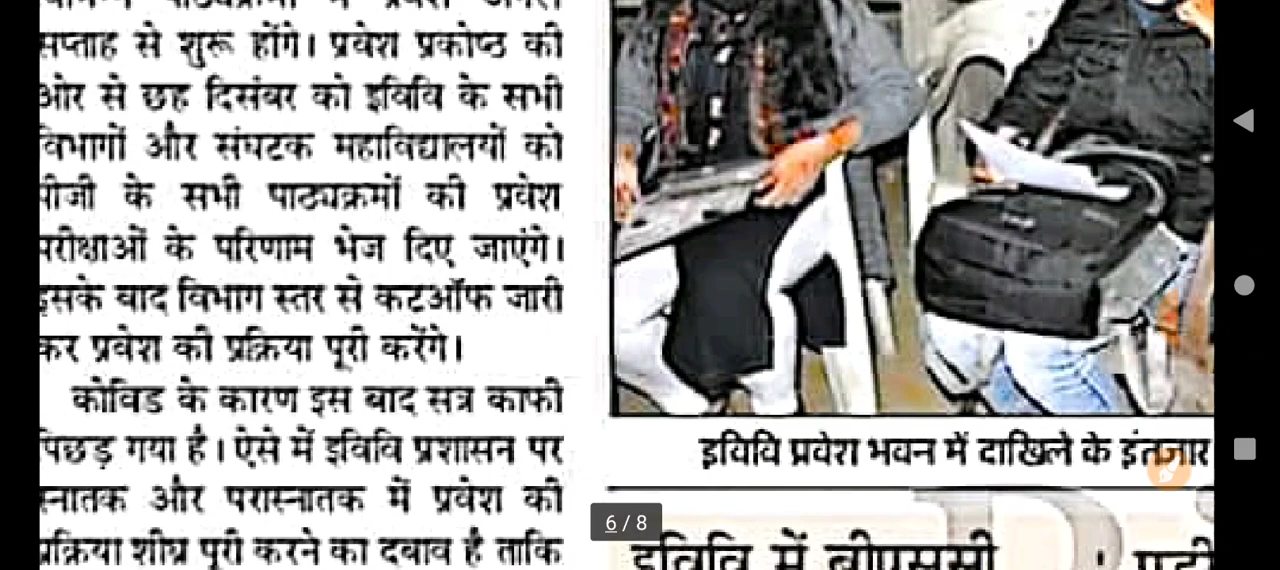 सप्ताह से शुरू होंगे। प्रवेश प्रकोष्ठ की
ओर से छह दिसंबर को इविवि के सभी
विभागों और संघटक महाविद्यालयों को
पीजी के सभी पाठ्यक्रमों की प्रवेश
परीक्षाओं के परिणाम भेज दिए जाएंगे।
इसके बाद विभाग स्तर से कटऑफ जारी
कर प्रवेश की प्रक्रिया पूरी करेंगे।
कोविड के कारण इस बाद सत्र काफी
पिछड़ गया है। ऐसे में इविवि प्रशासन पर
स्नातक और परास्नातक में प्रवेश की
प्रक्रिया शीघ्र पूरी करने का दबाव है ताकि
इविवि प्रवेश भवन में दाखिले के इंतजार
6 / 8
इविवि में बीएससी